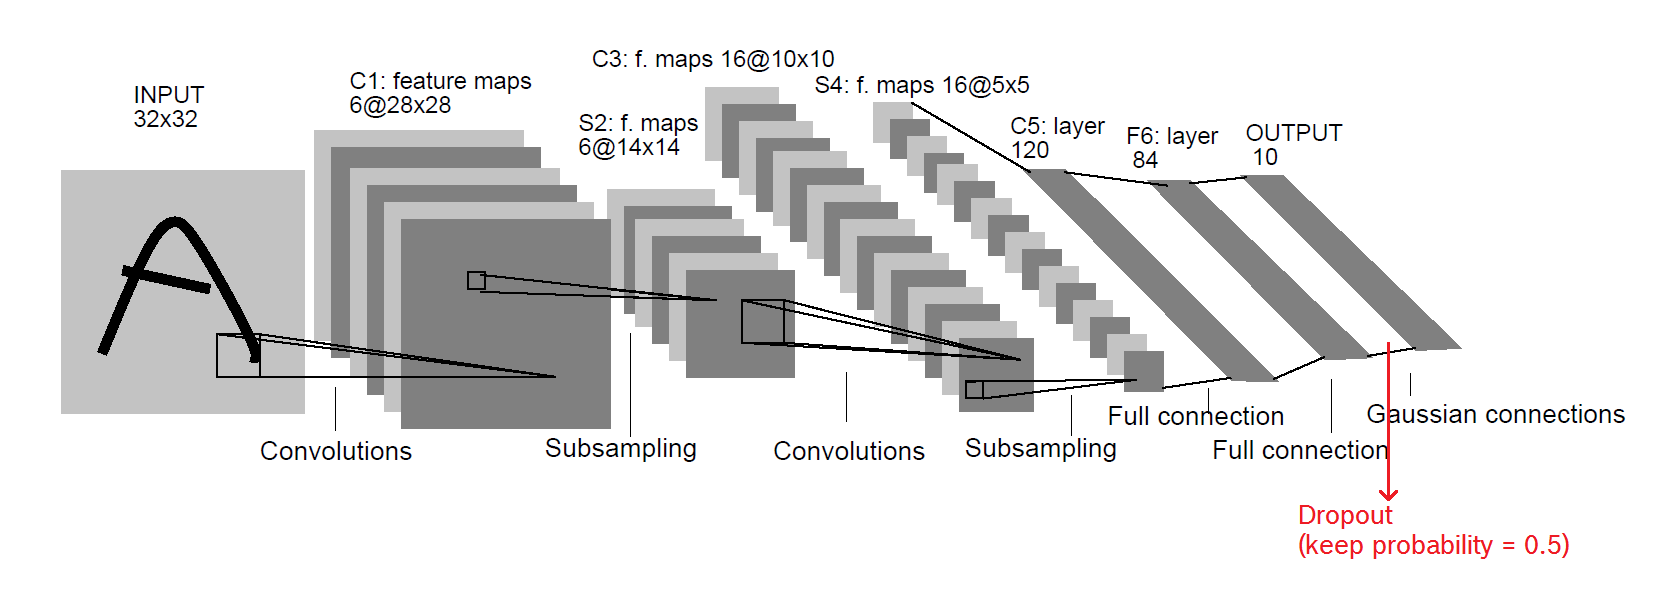 INPUT
32x32
C1: feature maps
6@28x28
S2: f. maps
6@14x14
C3: f. maps 16@10x10
S4: f. maps 16@5x5
C5: layer
120
F6: layer
84
OUTPUT
10
Convolutions
Subsampling
Convolutions
Subsampling
Full connection
Full connection
Gaussian connections
Dropout
(keep probability = 0.5)